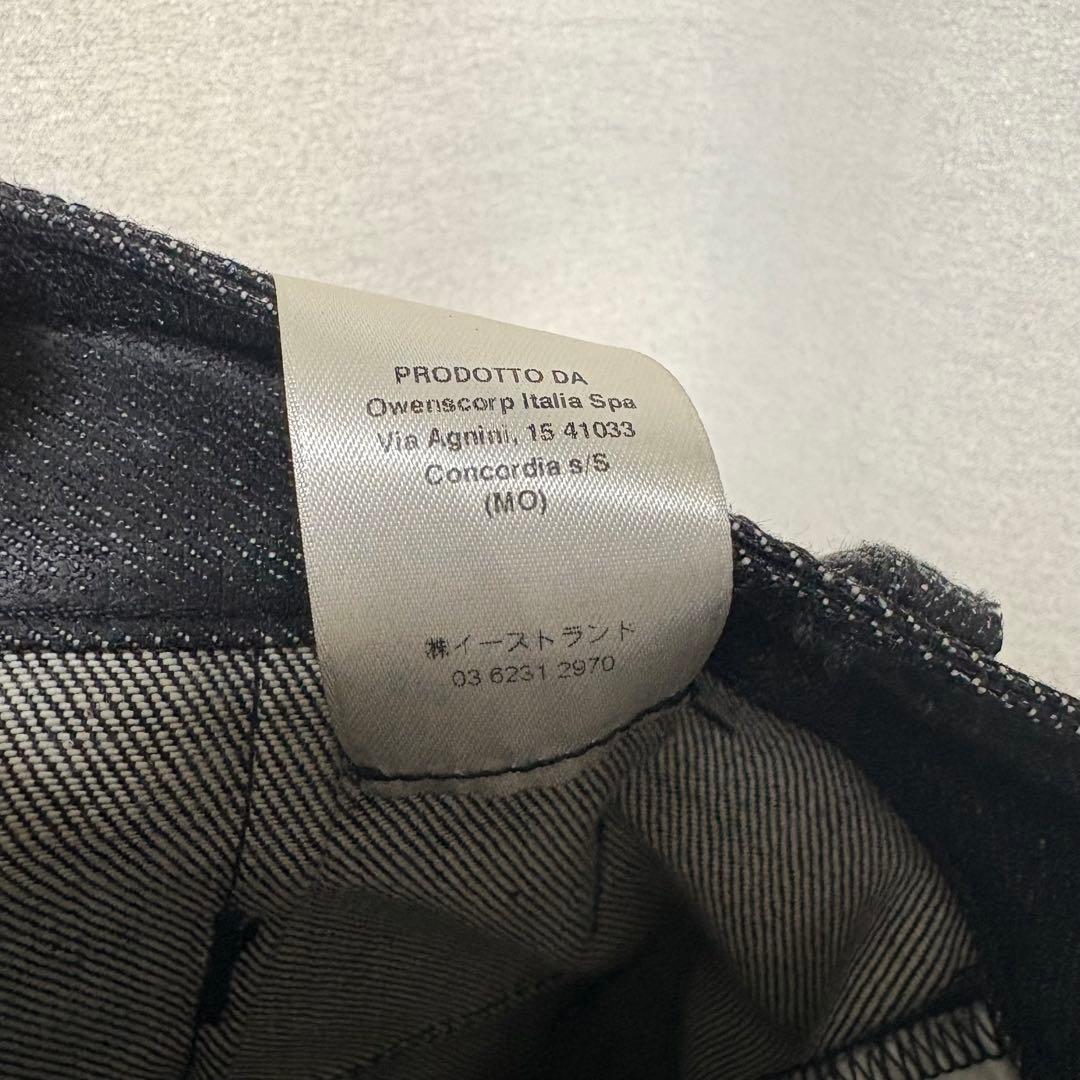 PRODOTTO DA
Owenscorp Italia Spa
Via Agnini, 15 41033
Concordia s/S
(MO)
㈱イーストランド
03 6231 2970